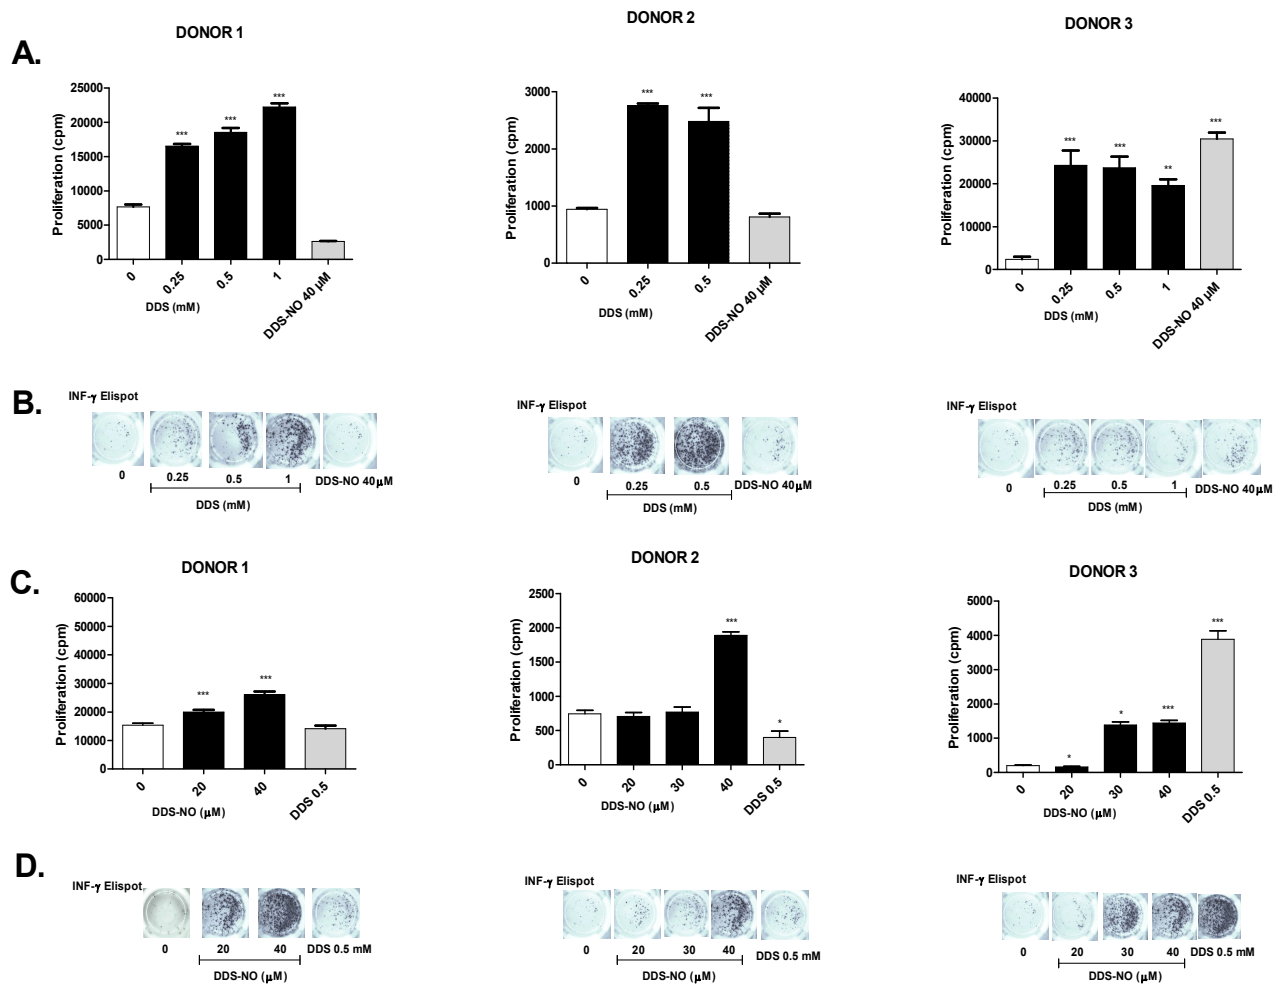 A.
DONOR 1
Proliferation (cpm)
25000
20000
15000
10000
5000
0
***
***
***
0
0.25
0.5
1
DDS-NO 40 µM
DDS (mM)
DONOR 2
Proliferation (cpm)
3000
2000
1000
0
***
***
0
0.25
0.5
DDS-NO 40 µM
DDS (mM)
DONOR 3
Proliferation (cpm)
40000
30000
20000
10000
0
***
***
**
***
0
0.25
0.5
1
DDS-NO 40 µM
DDS (mM)
B.
INF-γ Elispot
0
0.25
0.5
1
DDS-NO 40µM
DDS (mM)
INF-γ Elispot
0
0.25
0.5
DDS-NO 40µM
DDS (mM)
INF-γ Elispot
0
0.25
0.5
1
DDS-NO 40µM
DDS (mM)
C.
DONOR 1
Proliferation (cpm)
60000
50000
40000
30000
20000
10000
0
***
***
0
20
40
DDS 0.5
DDS-NO (µM)
DONOR 2
Proliferation (cpm)
2500
2000
1500
1000
500
0
***
*
0
20
30
40
DDS 0.5
DDS-NO (µM)
DONOR 3
Proliferation (cpm)
5000
4000
3000
2000
1000
0
*
*
***
***
0
20
30
40
DDS 0.5
DDS-NO (µM)
D.
INF-γ Elispot
0
20
40
DDS 0.5 mM
DDS-NO (µM)
INF-γ Elispot
0
20
30
40
DDS 0.5 mM
DDS-NO (µM)
INF-γ Elispot
0
20
30
40
DDS 0.5 mM
DDS-NO (µM)